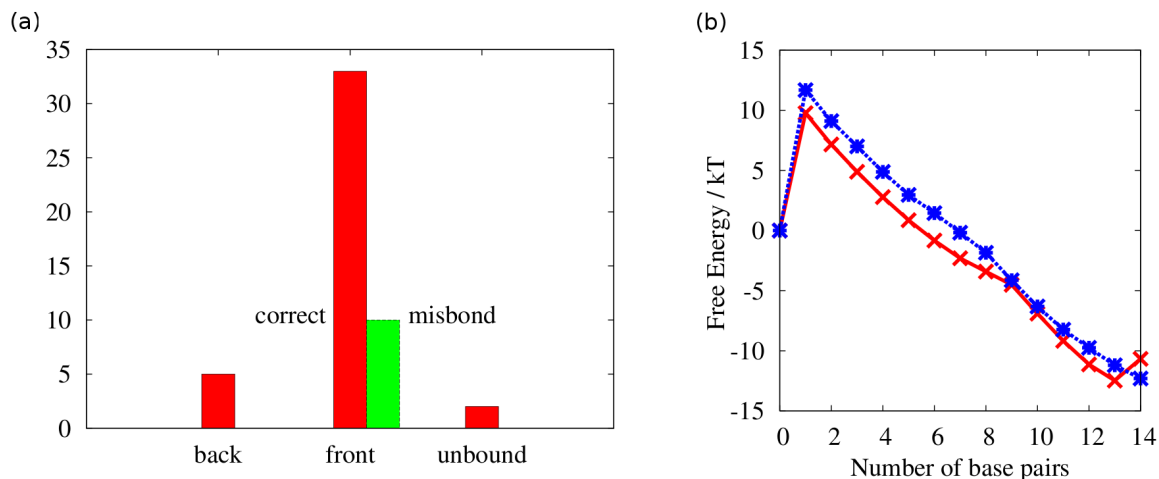 (a)
35
30
25
20
15
10
5
0
correct
misbond
back front unbound
(b)
Free Energy / kT
15
10
5
0
-5
-10
-15
0 2 4 6 8 10 12 14
Number of base pairs